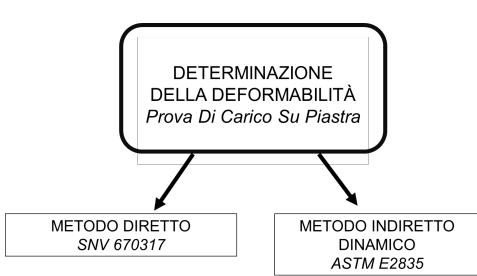 DETERMINAZIONE
DELLA DEFORMABILITÀ
Prova Di Carico Su Piastra
METODO DIRETTO
SNV 670317
METODO INDIRETTO
DINAMICO
ASTM E2835